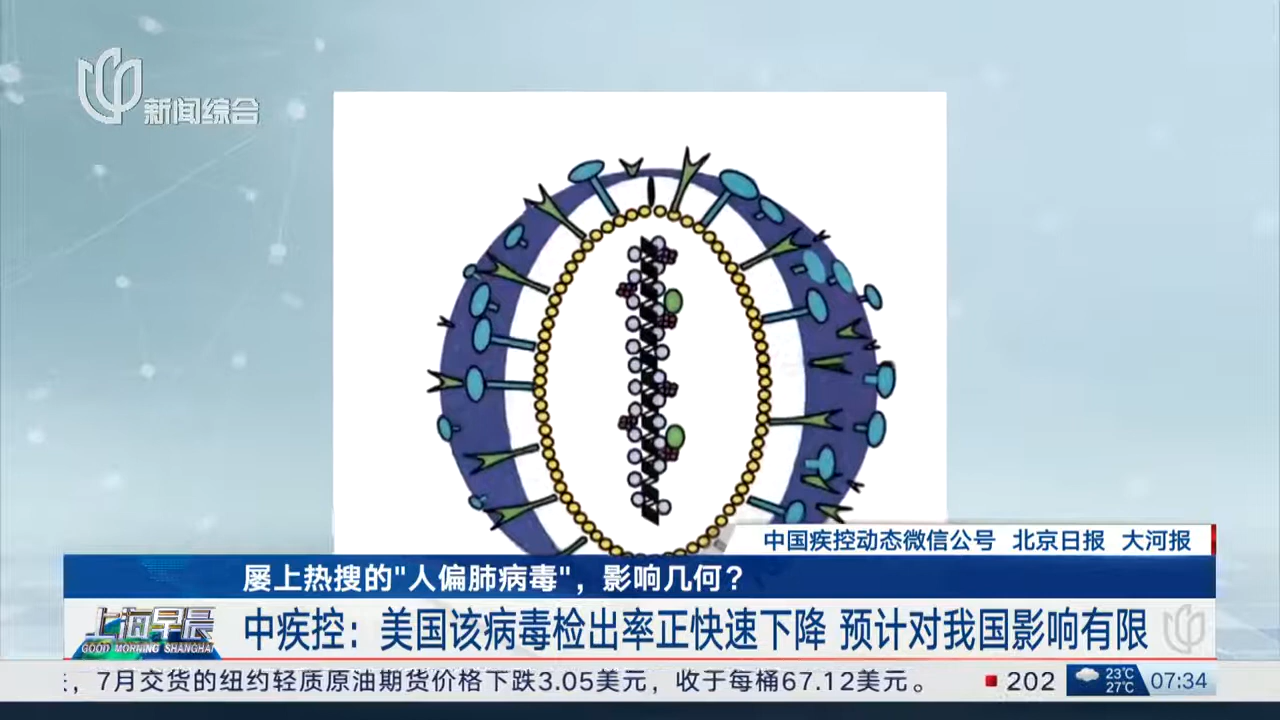 新闻综合
中国疾控动态微信公号 北京日报 大河报
屡上热搜的"人偏肺病毒"，影响几何？
上海早晨
GOOD MORNING SHANGHAI
中疾控：美国该病毒检出率正快速下降 预计对我国影响有限
，7月交货的纽约轻质原油期货价格下跌3.05美元，收于每桶67.12美元。
202
23℃
27℃
07:34